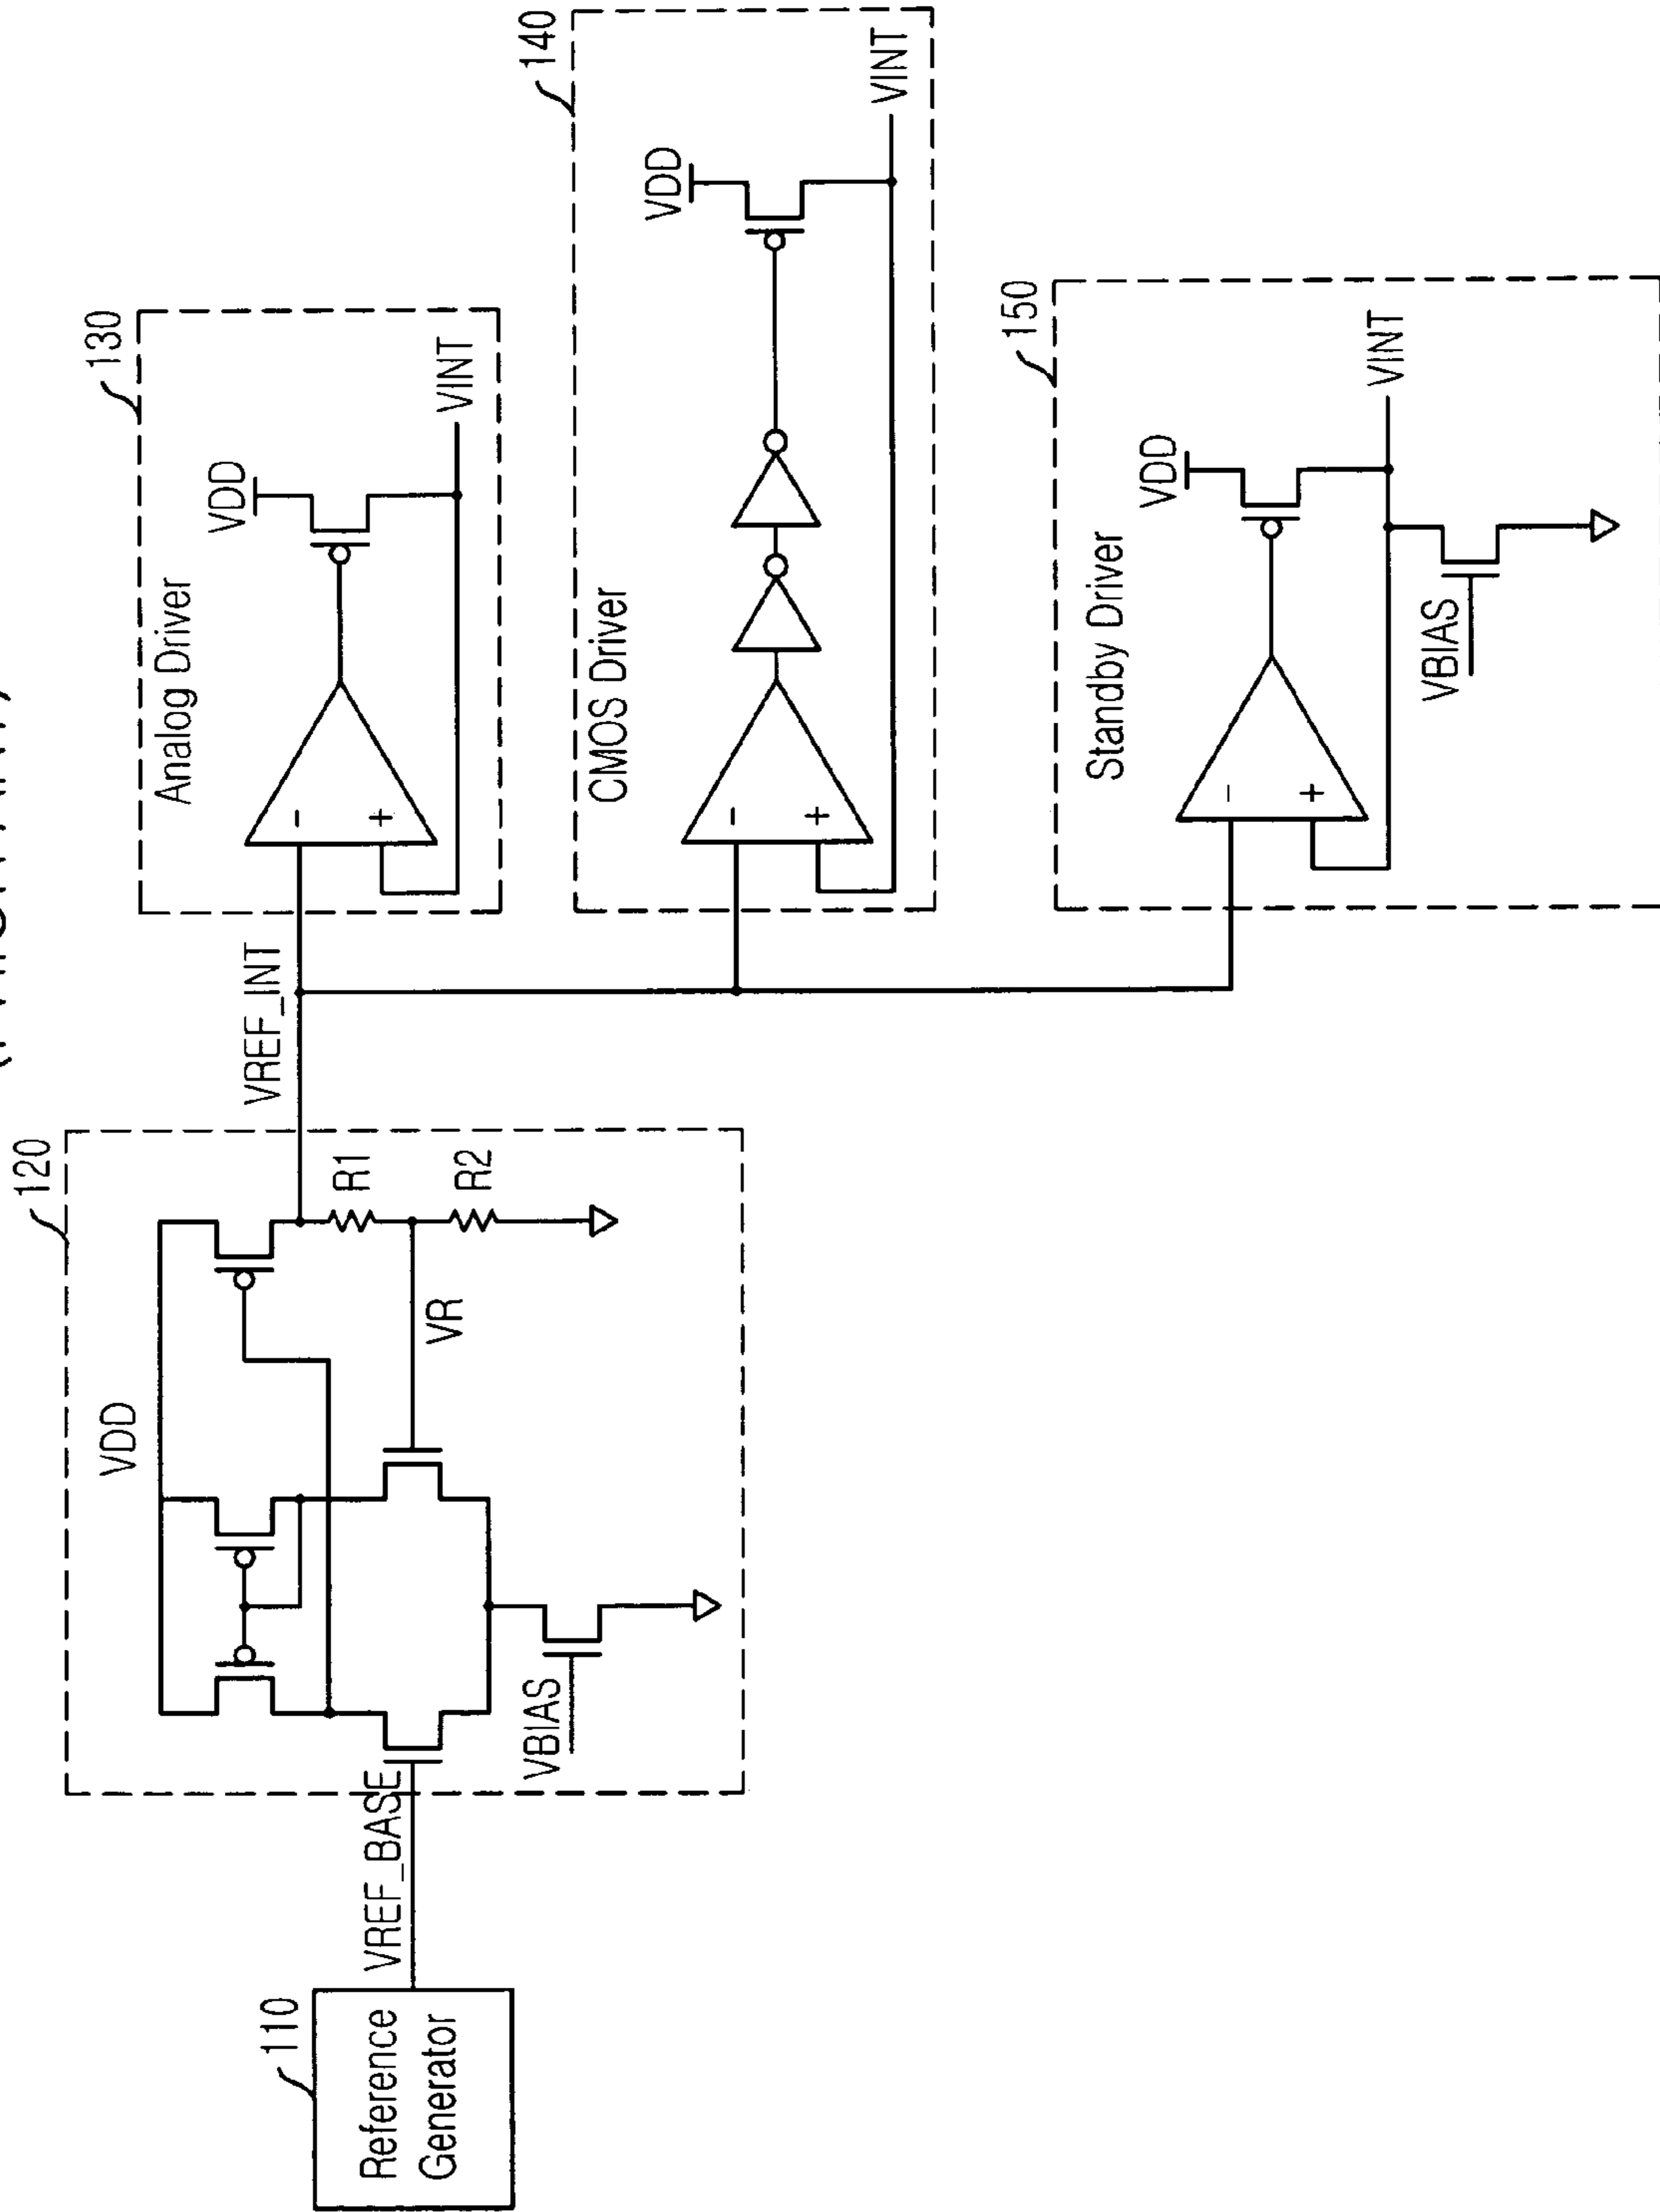 110
Reference
Generator
VREF_BASE
120
VDD
VBIAS
VR
R1
R2
VREF_INT
130
Analog Driver
-
+
VDD
VINT
140
CMOS Driver
-
+
VDD
VINT
150
Standby Driver
-
+
VDD
VBIAS
VINT